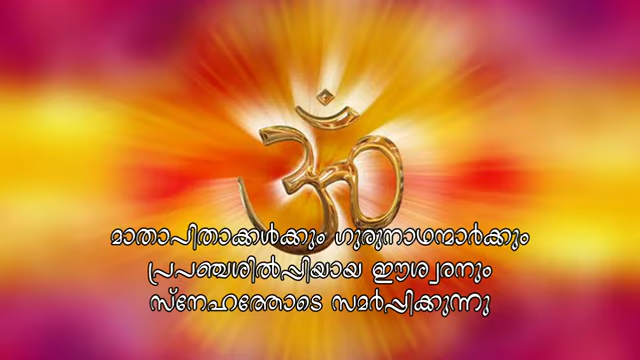 ॐ
മാതാപിതാക്കൾക്കും ഗുരുനാഥന്മാർക്കും
പ്രപഞ്ചശിൽപ്പിയായ ഈശ്വരനും
സ്നേഹത്തോടെ സമർപ്പിക്കുന്നു